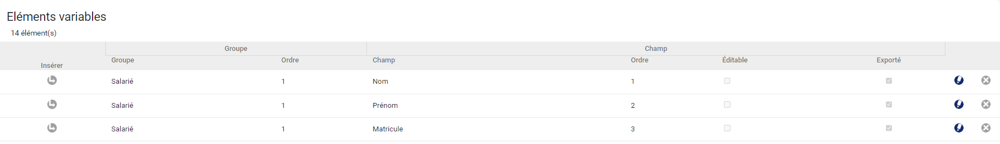 Eléments variables
14 élément(s)
Groupe Champ
Insérer Groupe Ordre Champ Ordre Éditable Exporté
Salarié 1 Nom 1
Salarié 1 Prénom 2
Salarié 1 Matricule 3